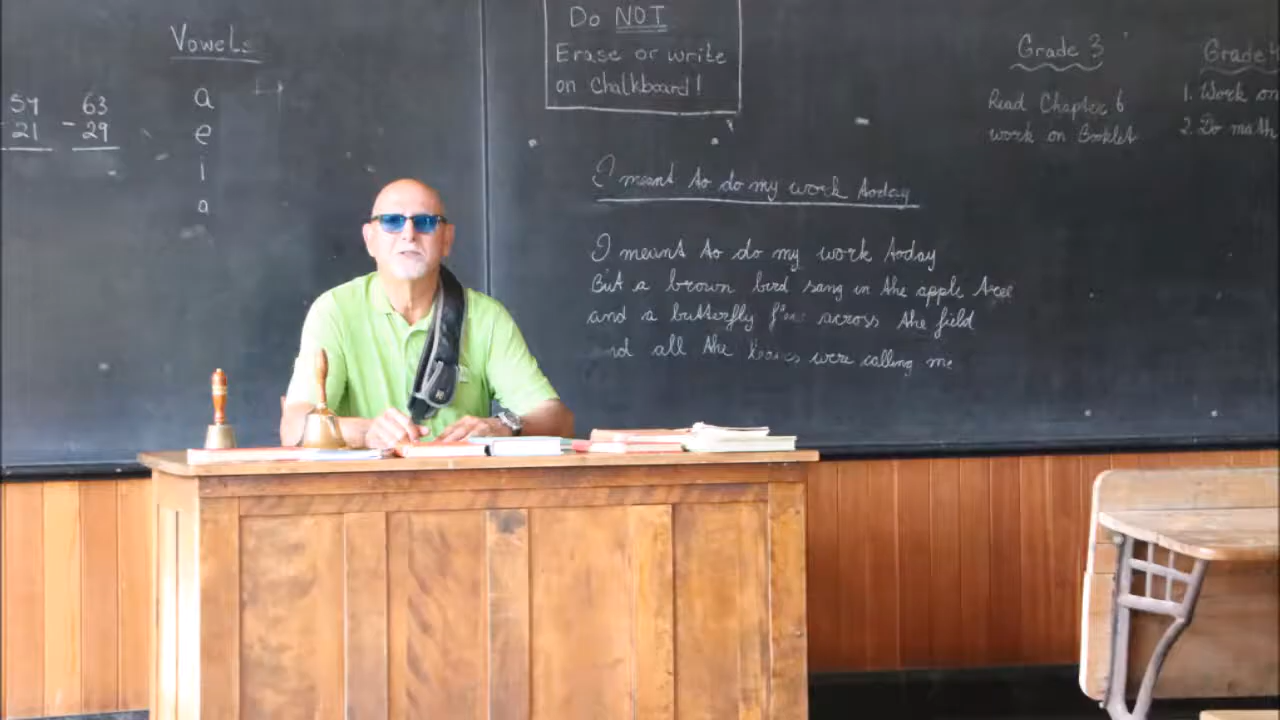 Vowels
54 63
21 - 29
a
e
i
a
Do NOT
Erase or write
on Chalkboard!
I meant to do my work today
I meant to do my work today
But a brown bird sang in the apple tree
and a butterfly across the field
all the were calling me
Grade 3
Read Chapter 6
work on Booklet
Grade 4
1. Work on
2. Do math